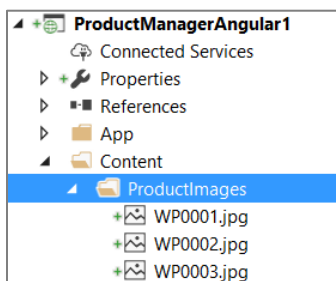 ProductManagerAngular1
Connected Services
Properties
References
App
Content
ProductImages
WP0001.jpg
WP0002.jpg
WP0003.jpg